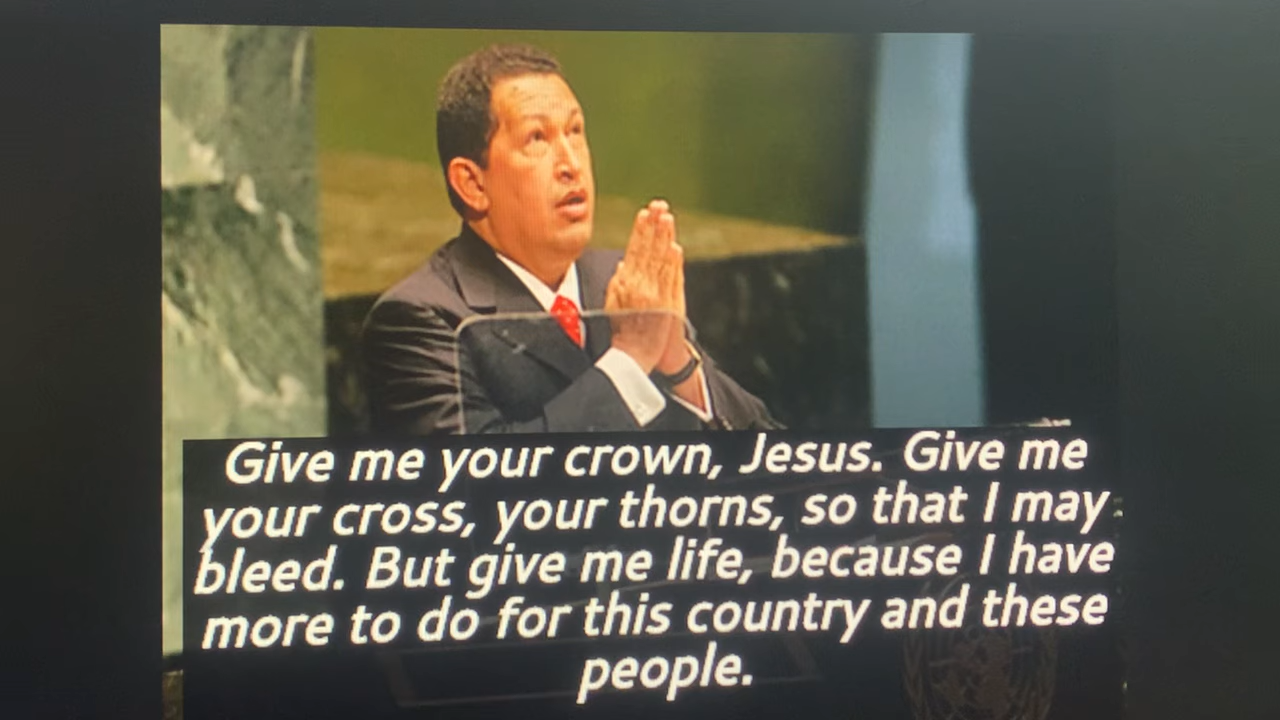 Give me your crown, Jesus. Give me
your cross, your thorns, so that I may
bleed. But give me life, because I have
more to do for this country and these
people.